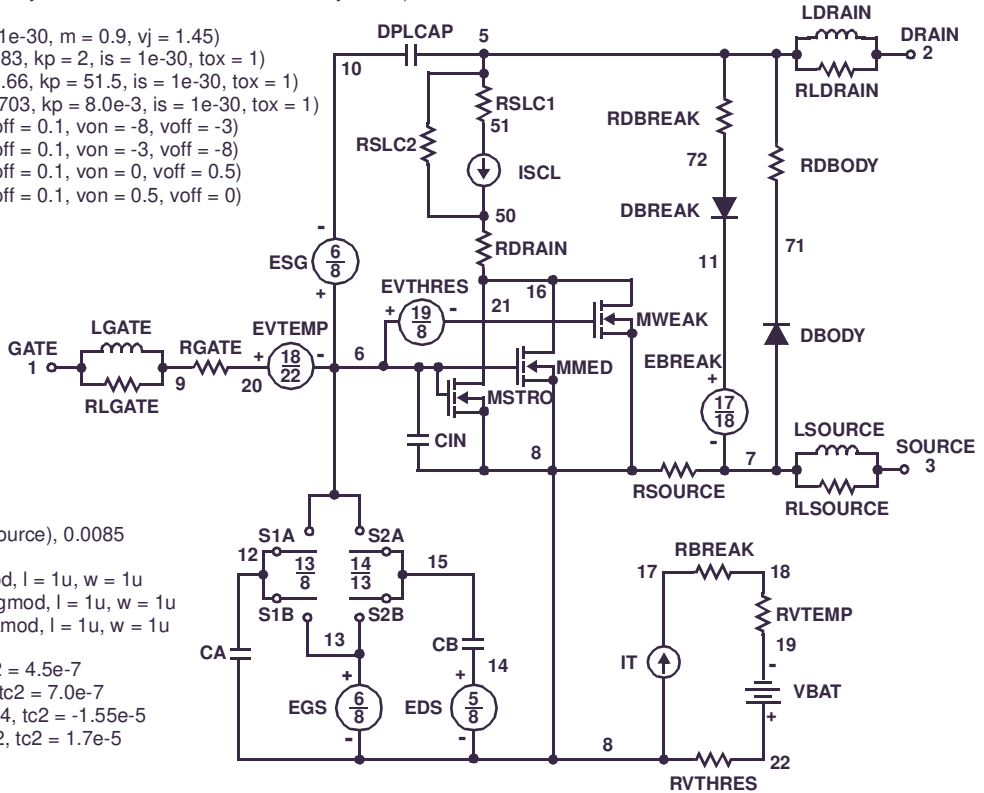 1e-30, m = 0.9, vj = 1.45)
83, kp = 2, is = 1e-30, tox = 1)
.66, kp = 51.5, is = 1e-30, tox = 1)
703, kp = 8.0e-3, is = 1e-30, tox = 1)
off = 0.1, von = -8, voff = -3)
off = 0.1, von = -3, voff = -8)
off = 0.1, von = 0, voff = 0.5)
off = 0.1, von = 0.5, voff = 0)
DPLCAP
5
10
LDRAIN
DRAIN
2
RLDRAIN
RSLC1
51
RSLC2
ISCL
50
RDRAIN
RDBREAK
72
DBREAK
11
RDBODY
71
DBODY
-
ESG
6
8
+
EVTHRES
+
19
8
-
21
16
MWEAK
MMED
MSTRO
EBREAK
+
17
18
-
GATE
1
LGATE
RLGATE
9
RGATE
20
EVTEMP
+
18
22
-
6
CIN
8
RSOURCE
7
LSOURCE
SOURCE
3
RLSOURCE
S1A
S2A
12
13
8
14
13
15
S1B
S2B
13
CA
CB
14
+
EGS
6
8
-
+
EDS
5
8
-
8
17
RBREAK
18
RVTEMP
19
IT
-
VBAT
+
RVTHRES
22
ource), 0.0085
d, l = 1u, w = 1u
gmod, l = 1u, w = 1u
mod, l = 1u, w = 1u
2 = 4.5e-7
tc2 = 7.0e-7
4, tc2 = -1.55e-5
2, tc2 = 1.7e-5